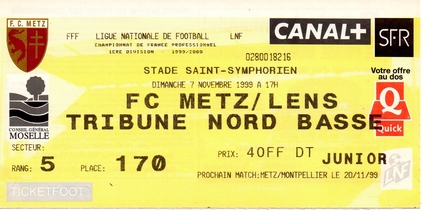 F.C. METZ
FFF LIGUE NATIONALE DE FOOTBALL LNF
CHAMPIONNAT DE FRANCE PROFESSIONNEL
1ERE DIVISION 1999/2000
CANAL+
SFR
0280018216
STADE SAINT-SYMPHORIEN
DIMANCHE 7 NOVEMBRE 1999 A 17H
Votre offre
au dos
FC METZ/LENS
TRIBUNE NORD BASSE
Quick
CONSEIL GÉNÉRAL
MOSELLE
SECTEUR:
RANG: 5 PLACE: 170 PRIX: 40FF DT JUNIOR
LNF
TICKETFOOT
PROCHAIN MATCH:METZ/MONTPELLIER LE 20/11/99